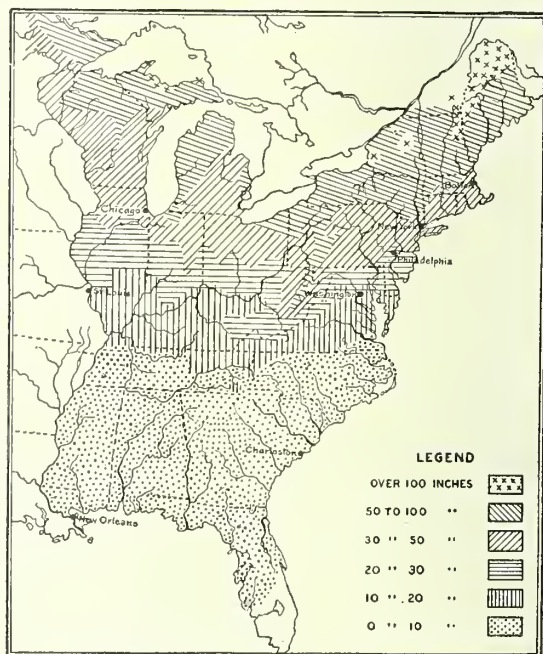 Chicago
Boston
New York
Philadelphia
Washington
St Louis
Charleston
New Orleans
LEGEND
OVER 100 INCHES
50 TO 100 "
30 " 50 "
20 " 30 "
10 " 20 "
0 " 10 "